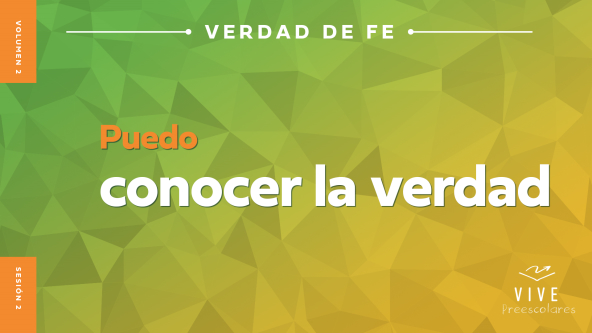 VOLUMEN 2
VERDAD DE FE
Puedo
conocer la verdad
SESIÓN 2
VIVE
Preescolares